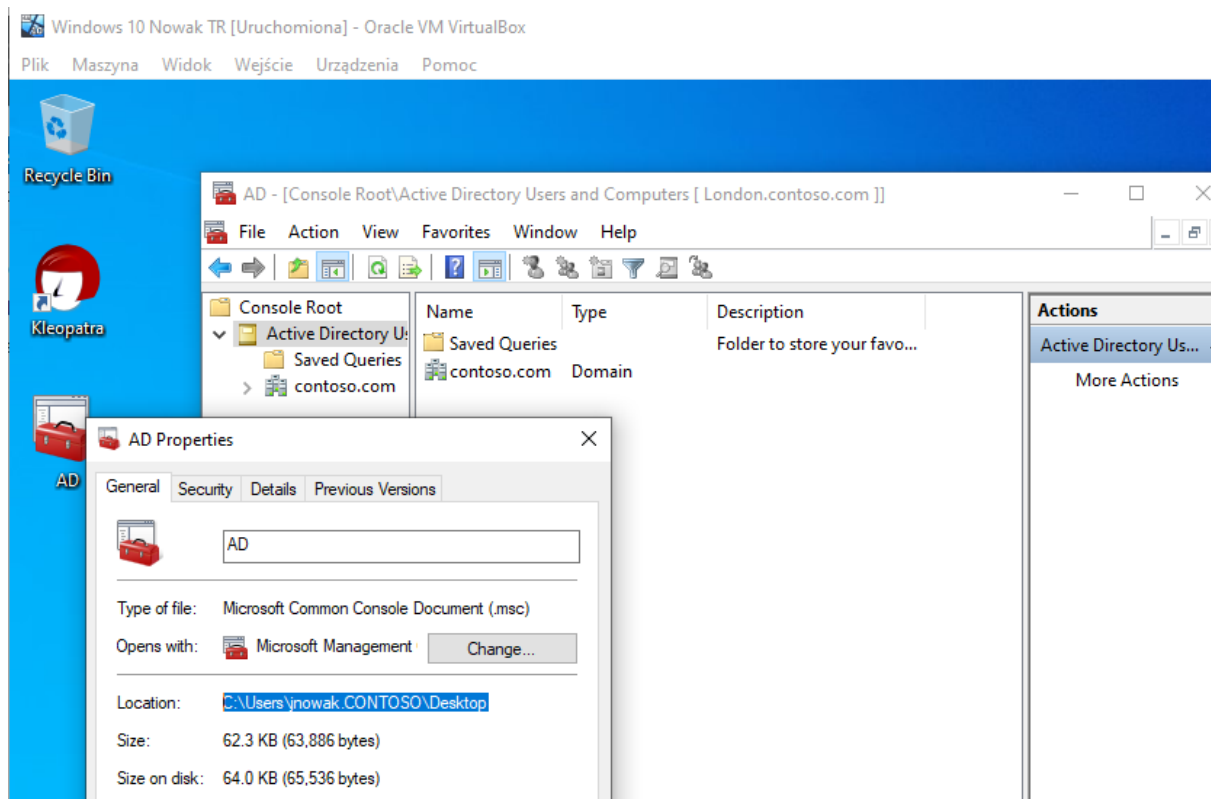 Windows 10 Nowak TR [Uruchomiona] - Oracle VM VirtualBox
Plik Maszyna Widok Wejście Urządzenia Pomoc
Recycle Bin
AD - [Console Root\Active Directory Users and Computers [ London.contoso.com ]]
File Action View Favorites Window Help
Kleopatra
Console Root
Active Directory Us
Saved Queries
contoso.com
Name Type Description
Saved Queries Folder to store your favo...
contoso.com Domain
Actions
Active Directory Us...
More Actions
AD
AD Properties
General Security Details Previous Versions
AD
Type of file: Microsoft Common Console Document (.msc)
Opens with: Microsoft Management Change...
Location: C:\Users\jnowak.CONTOSO\Desktop
Size: 62.3 KB (63,886 bytes)
Size on disk: 64.0 KB (65,536 bytes)